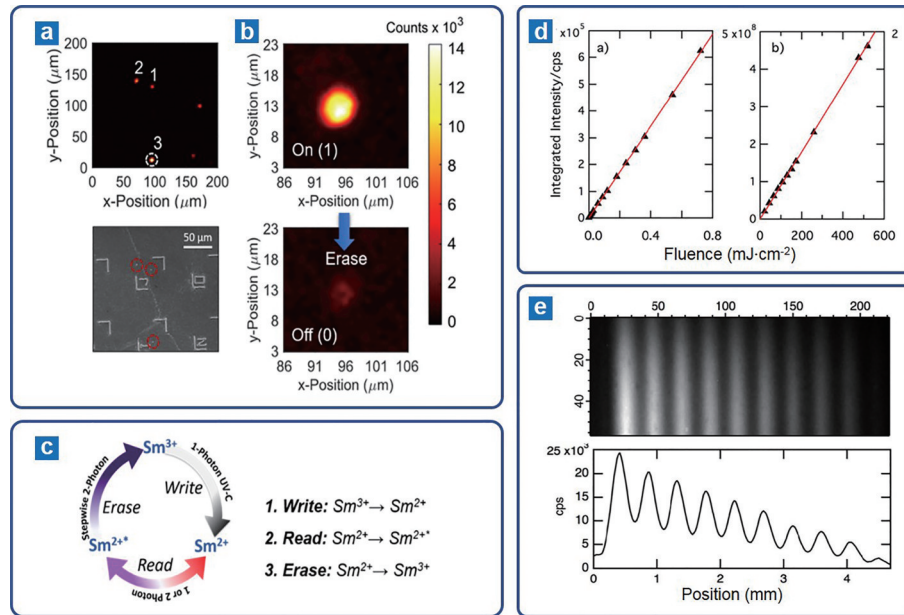 a
200
150
100
50
0
y-Position (μm)
2
1
3
0 50 100 150 200
x-Position (μm)
50 μm
b
Counts x 10³
23
18
13
8
3
y-Position (μm)
On (1)
86 91 96 101 106
x-Position (μm)
Erase
23
18
13
8
3
y-Position (μm)
Off (0)
86 91 96 101 106
x-Position (μm)
14
12
10
8
6
4
2
0
c
Sm³⁺
1-Photon UV-C
Write
Sm²⁺
1 or 2 Photon
Read
Sm²⁺*
Stepwise 2-Photon
Erase
1. Write: Sm³⁺→ Sm²⁺
2. Read: Sm²⁺→ Sm²⁺*
3. Erase: Sm²⁺→ Sm³⁺
d
x10⁵
a)
6
5
4
3
2
1
0
Integrated Intensity/cps
0.0 0.4 0.8
5 x10⁸
b)
2
4
3
2
1
0
0 200 400 600
Fluence (mJ·cm⁻²)
e
0 50 100 150 200
0
20
40
25 x10³
20
15
10
5
0
cps
0 1 2 3 4
Position (mm)